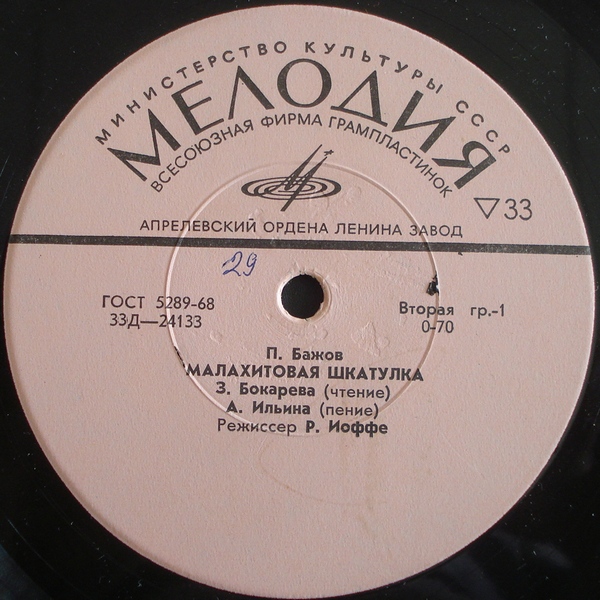 МИНИСТЕРСТВО КУЛЬТУРЫ СССР
МЕЛОДИЯ
ВСЕСОЮЗНАЯ ФИРМА ГРАМПЛАСТИНОК
33
АПРЕЛЕВСКИЙ ОРДЕНА ЛЕНИНА ЗАВОД
29
ГОСТ 5289-68
33Д—24133
Вторая гр.-1
0-70
П. Бажов
МАЛАХИТОВАЯ ШКАТУЛКА
З. Бокарева (чтение)
А. Ильина (пение)
Режиссер Р. Иоффе